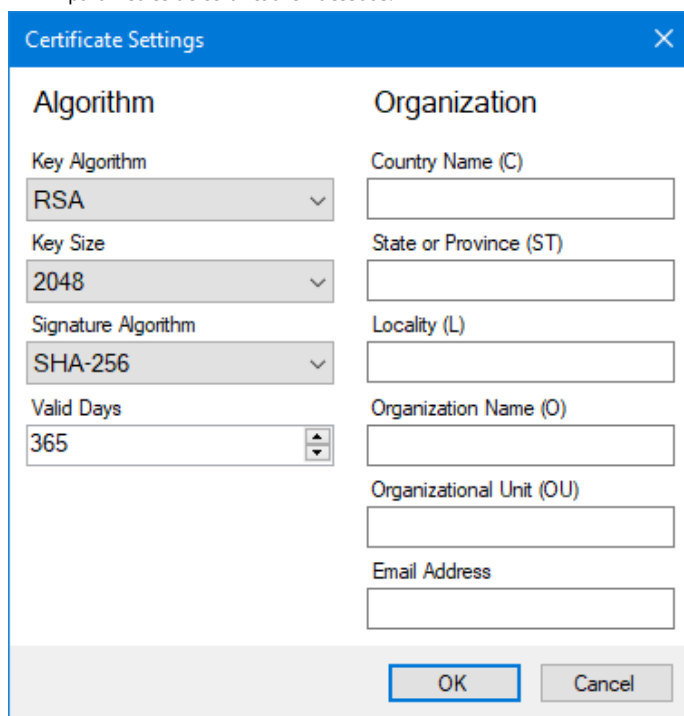 Certificate Settings
Algorithm
Key Algorithm
RSA
Key Size
2048
Signature Algorithm
SHA-256
Valid Days
365
Organization
Country Name (C)
State or Province (ST)
Locality (L)
Organization Name (O)
Organizational Unit (OU)
Email Address
OK
Cancel